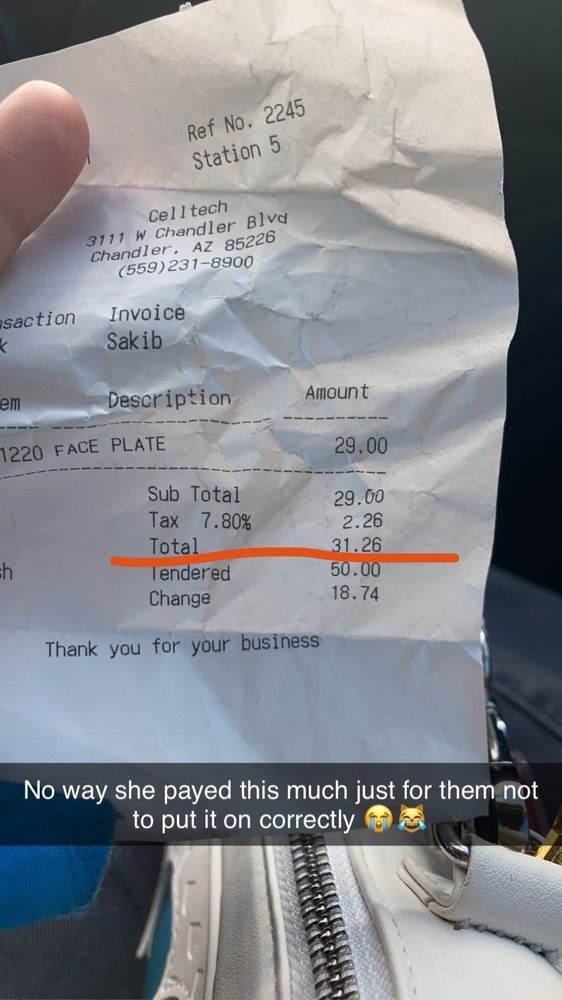 Ref No. 2245
Station 5
Celltech
3111 W Chandler Blvd
Chandler, AZ 85226
(559)231-8900
Invoice
Sakib
Description Amount
1220 FACE PLATE 29.00
Sub Total 29.00
Tax 7.80% 2.26
Total 31.26
Tendered 50.00
Change 18.74
Thank you for your business
No way she payed this much just for them not
to put it on correctly 😭😹